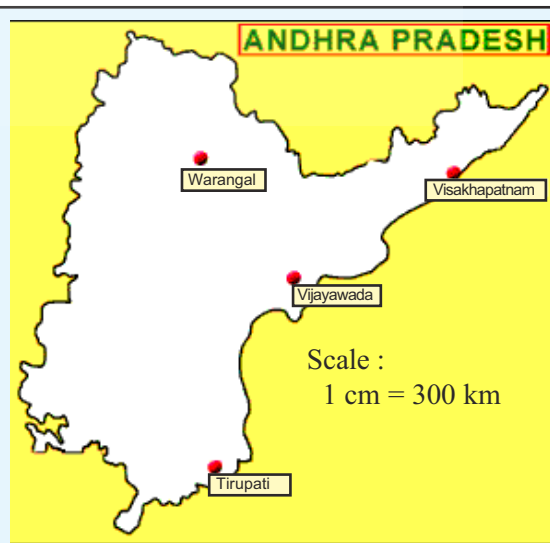 ANDHRA PRADESH
Warangal
Visakhapatnam
Vijayawada
Scale :
1 cm = 300 km
Tirupati